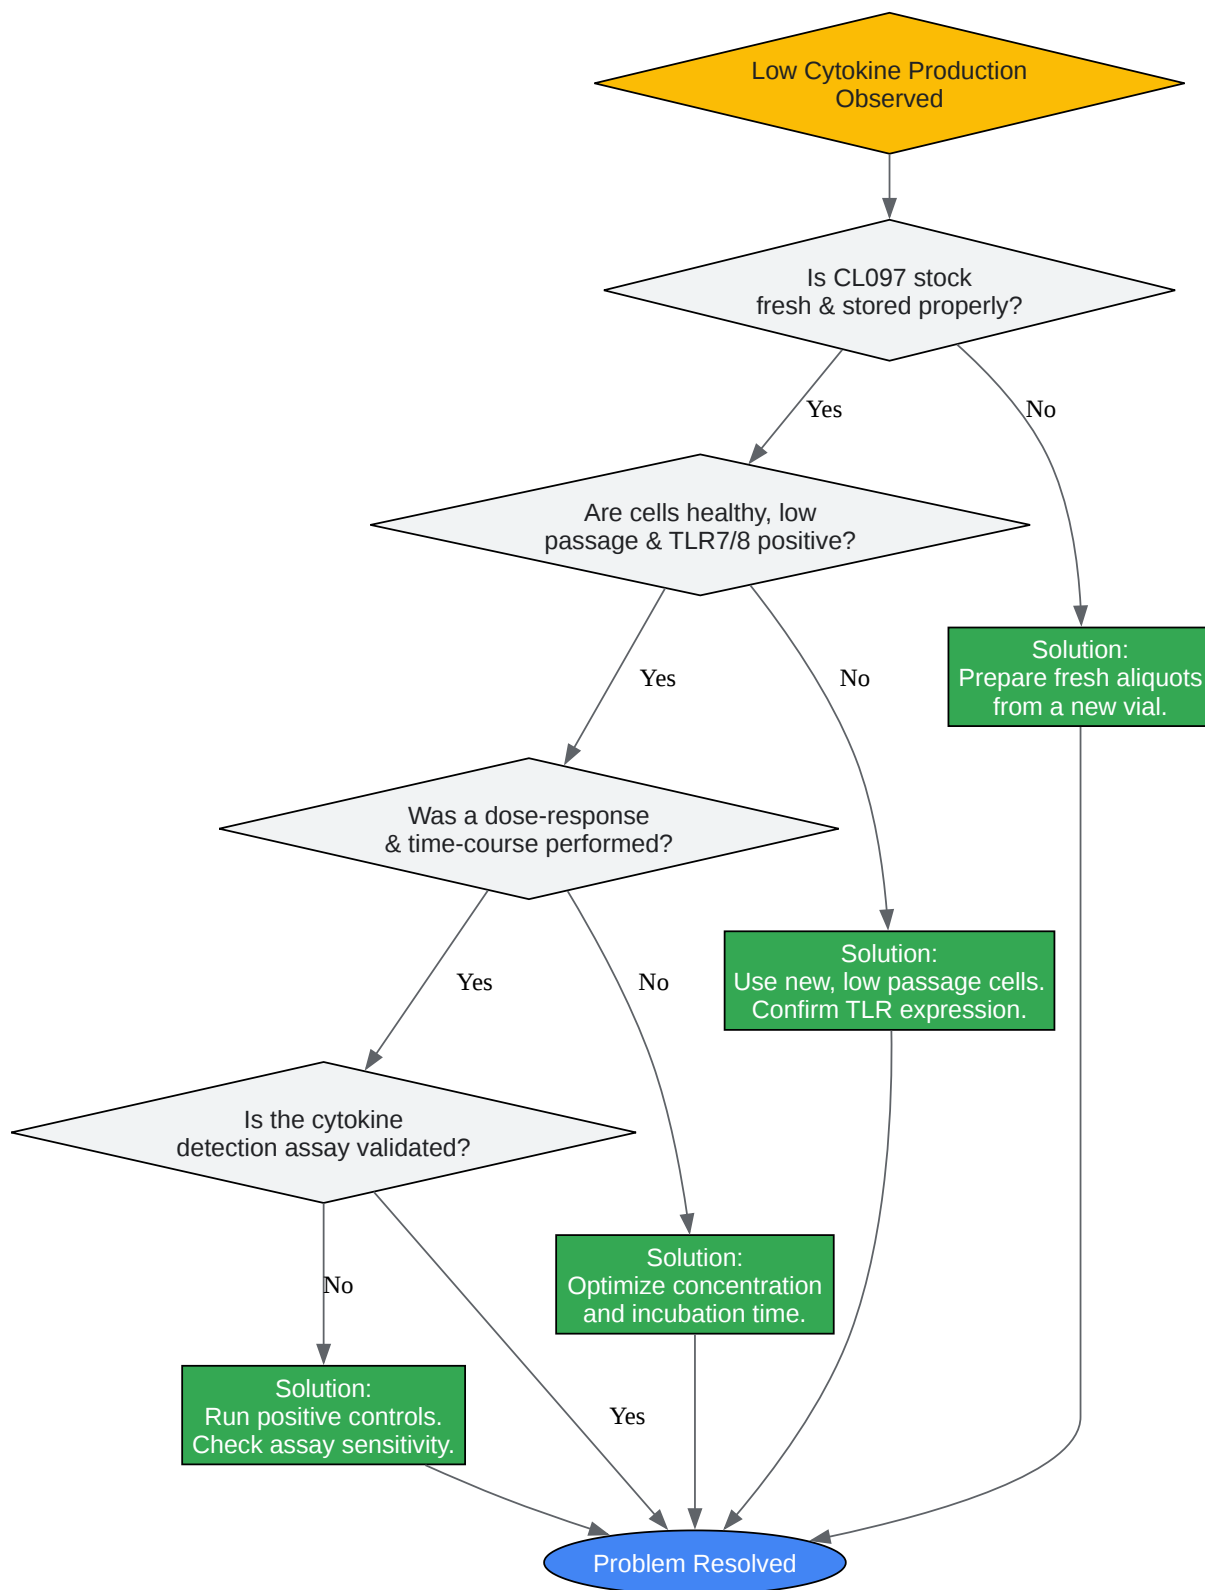 Low Cytokine Production
Observed
Is CL097 stock
fresh & stored properly?
Yes
No
Are cells healthy, low
passage & TLR7/8 positive?
Solution:
Prepare fresh aliquots
from a new vial.
Yes
No
Was a dose-response
& time-course performed?
Solution:
Use new, low passage cells.
Confirm TLR expression.
Yes
No
Is the cytokine
detection assay validated?
Solution:
Optimize concentration
and incubation time.
No
Yes
Solution:
Run positive controls.
Check assay sensitivity.
Problem Resolved